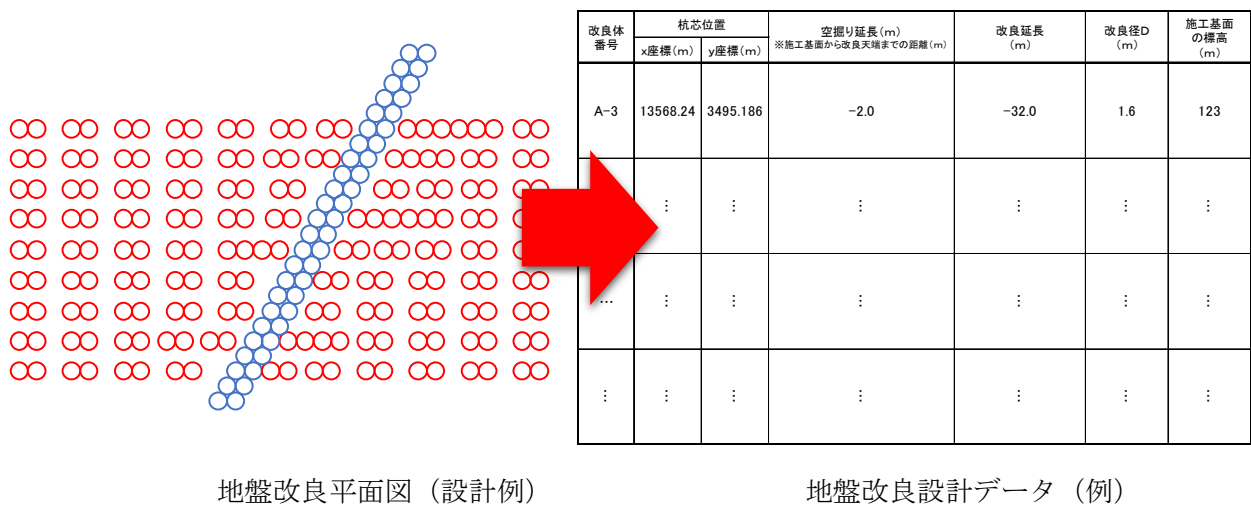 改良体
番号
杭芯位置
x座標(m)
y座標(m)
空掘り延長(m)
※施工基面から改良天端までの距離(m)
改良延長
(m)
改良径D
(m)
施工基面
の標高
(m)
A-3
13568.24
3495.186
-2.0
-32.0
1.6
123
⋮ ⋮ ⋮ ⋮ ⋮ ⋮
… ⋮ ⋮ ⋮ ⋮ ⋮ ⋮
⋮ ⋮ ⋮ ⋮ ⋮ ⋮ ⋮
地盤改良平面図（設計例）
地盤改良設計データ（例）